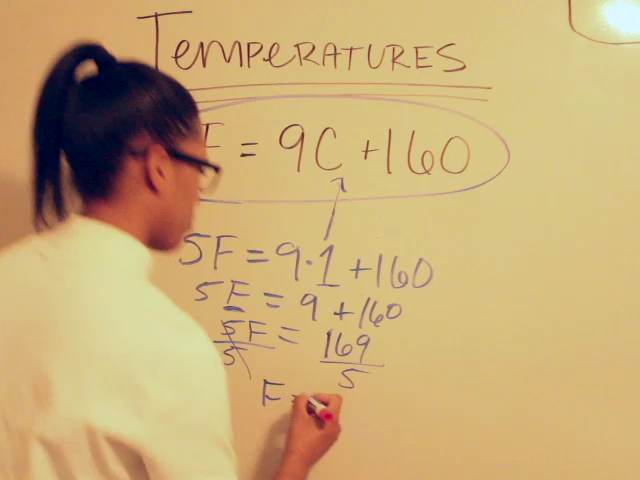 TEMPERATURES
F = 9C +160
5F = 9·1 +160
5F = 9 +160
5F = 169
5 5
F =